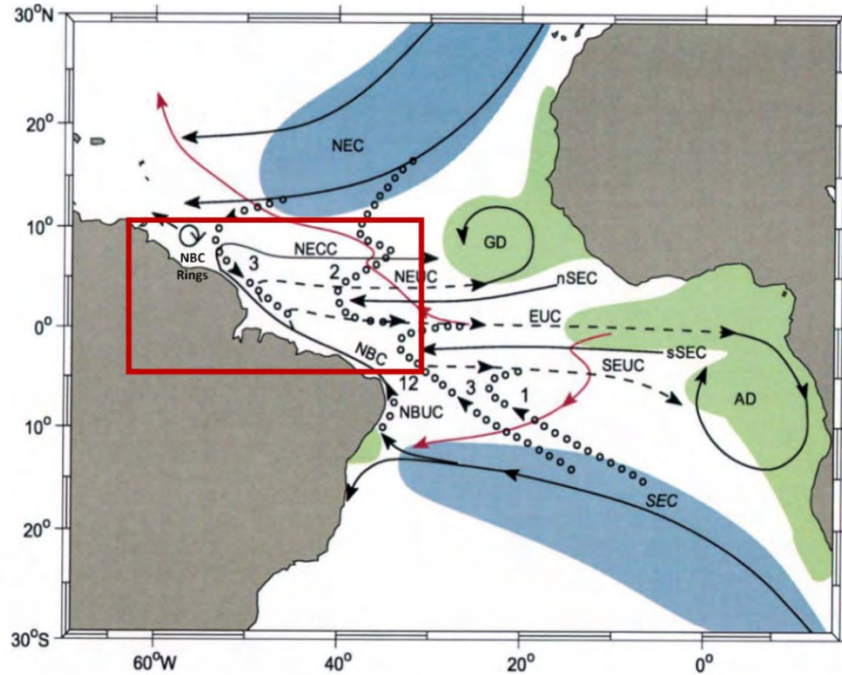 30°N
20°
10°
0°
10°
20°
30°S
60°W
40°
20°
0°
NEC
NECC
GD
NBC
Rings
3
2
NEUC
nSEC
EUC
NBC
sSEC
SEUC
12
3
1
NBUC
AD
SEC